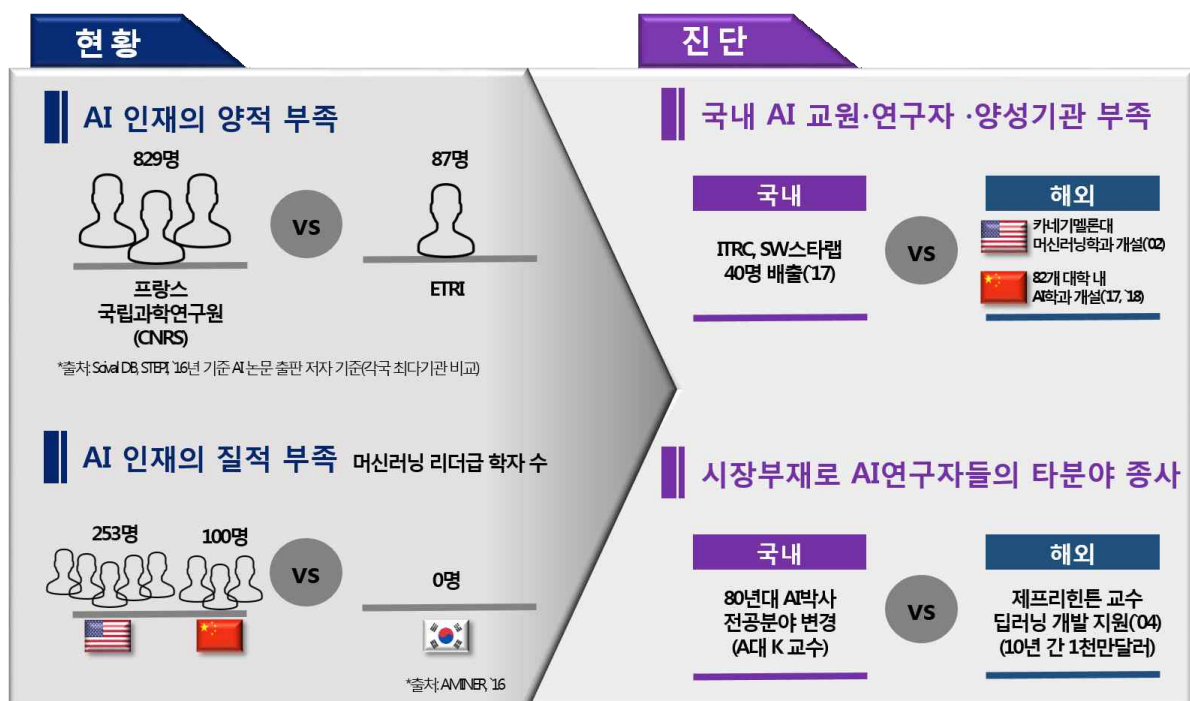 현황
AI 인재의 양적 부족
829명
87명
VS
프랑스
국립과학연구원
(CNRS)
ETRI
*출처: Scival DB, STEPI, `16년 기준 AI 논문 출판 저자 기준(각국 최다기관 비교)
AI 인재의 질적 부족 머신러닝 리더급 학자 수
253명
100명
VS
0명
*출처: AMINER, `16
진단
국내 AI 교원·연구자 ·양성기관 부족
국내
ITRC, SW스타랩
40명 배출(`17)
VS
해외
카네기멜론대
머신러닝학과 개설('02)
82개 대학 내
AI학과 개설('17, `18)
시장부재로 AI연구자들의 타분야 종사
국내
80년대 AI박사
전공분야 변경
(A대 K 교수)
VS
해외
제프리힌튼 교수
딥러닝 개발 지원('04)
(10년 간 1천만달러)